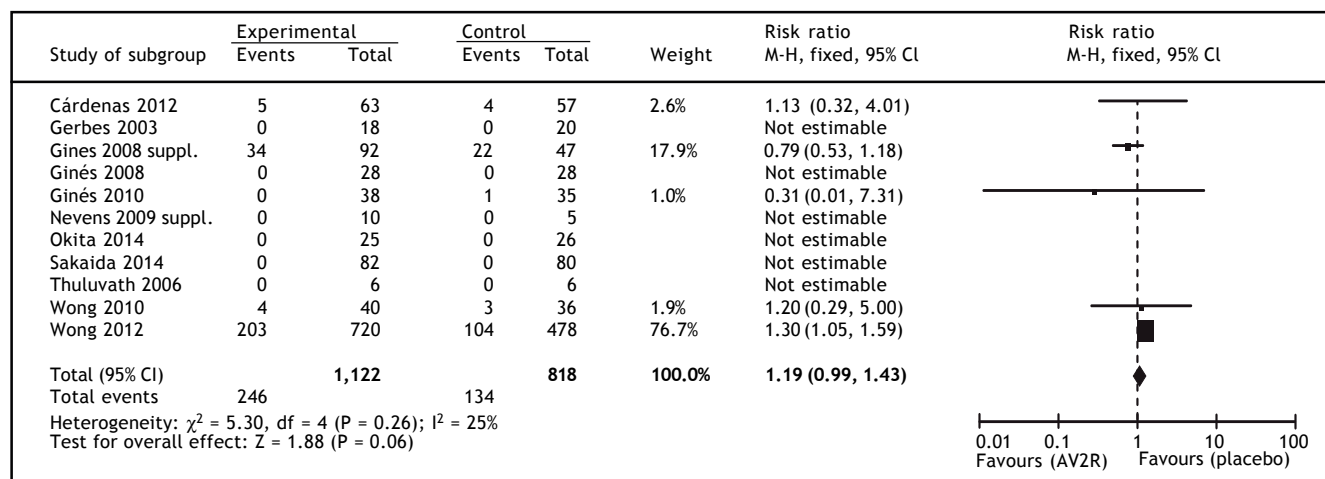 Experimental Control Risk ratio Risk ratio
Study of subgroup Events Total Events Total Weight M-H, fixed, 95% CI M-H, fixed, 95% CI
Cárdenas 2012 5 63 4 57 2.6% 1.13 (0.32, 4.01)
Gerbes 2003 0 18 0 20 Not estimable
Gines 2008 suppl. 34 92 22 47 17.9% 0.79 (0.53, 1.18)
Ginés 2008 0 28 0 28 Not estimable
Ginés 2010 0 38 1 35 1.0% 0.31 (0.01, 7.31)
Nevens 2009 suppl. 0 10 0 5 Not estimable
Okita 2014 0 25 0 26 Not estimable
Sakaida 2014 0 82 0 80 Not estimable
Thuluvath 2006 0 6 0 6 Not estimable
Wong 2010 4 40 3 36 1.9% 1.20 (0.29, 5.00)
Wong 2012 203 720 104 478 76.7% 1.30 (1.05, 1.59)
Total (95% CI) 1,122 818 100.0% 1.19 (0.99, 1.43)
Total events 246 134
Heterogeneity: χ² = 5.30, df = 4 (P = 0.26); I² = 25%
Test for overall effect: Z = 1.88 (P = 0.06)
0.01 0.1 1 10 100
Favours (AV2R) Favours (placebo)